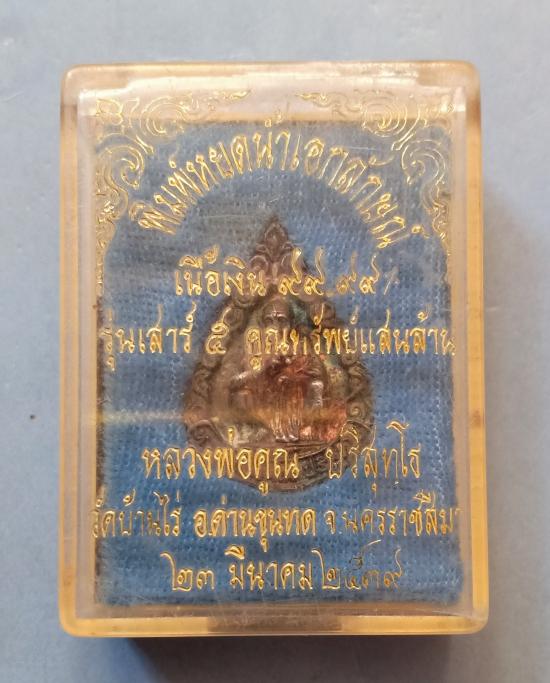 พิมพ์หยดน้ำเอกลักษณ์
เนื้อเงิน ๙๙.๙๙%
รุ่นเสาร์ ๕ คูณทรัพย์แสนล้าน
หลวงพ่อคูณ ปริสุทฺโธ
วัดบ้านไร่ อ.ด่านขุนทด จ.นครราชสีมา
๒๓ มีนาคม ๒๕๓๙